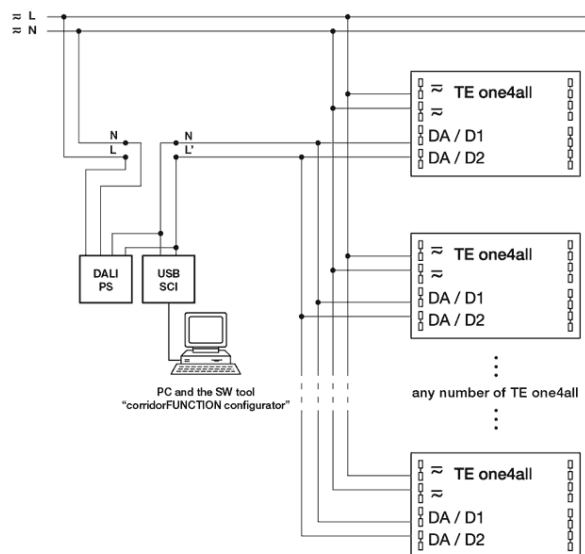 ≂ L
≂ N
≂ TE one4all
≂
DA / D1
DA / D2
N
L
N
L'
DALI
PS
USB
SCI
≂ TE one4all
≂
DA / D1
DA / D2
PC and the SW tool
"corridorFUNCTION configurator"
any number of TE one4all
≂ TE one4all
≂
DA / D1
DA / D2